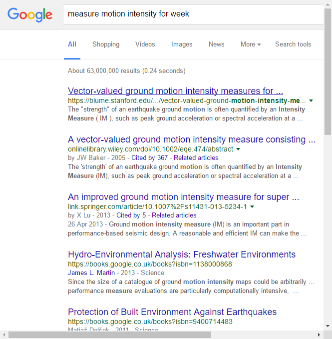 Google measure motion intensity for week
All Shopping Videos Images News More Search tools
About 63,000,000 results (0.24 seconds)
Vector-valued ground motion intensity measures for ...
https://blume.stanford.edu/.../vector-valued-ground-motion-intensity-me...
The "strength" of an earthquake ground motion is often quantified by an Intensity
Measure ( IM ), such as peak ground acceleration or spectral acceleration at a ...
A vector-valued ground motion intensity measure consisting ...
onlinelibrary.wiley.com/doi/10.1002/eqe.474/abstract
by JW Baker - 2005 - Cited by 367 - Related articles
The 'strength' of an earthquake ground motion is often quantified by an Intensity
Measure (IM), such as peak ground acceleration or spectral acceleration at a ...
An improved ground motion intensity measure for super ...
link.springer.com/article/10.1007%2Fs11431-013-5234-1
by X Lu - 2013 - Cited by 5 - Related articles
26 Apr 2013 - Ground motion intensity measure (IM) is an important part in
performance-based seismic design. A reasonable and efficient IM can make the ...
Hydro-Environmental Analysis: Freshwater Environments
https://books.google.co.uk/books?isbn=1138000868
James L. Martin - 2013 - Science
Since the size of a catalogue of ground motion intensity maps could be arbitrarily ...
performance measure evaluations are particularly computationally intensive, ...
Protection of Built Environment Against Earthquakes
https://books.google.co.uk/books?isbn=9400714483